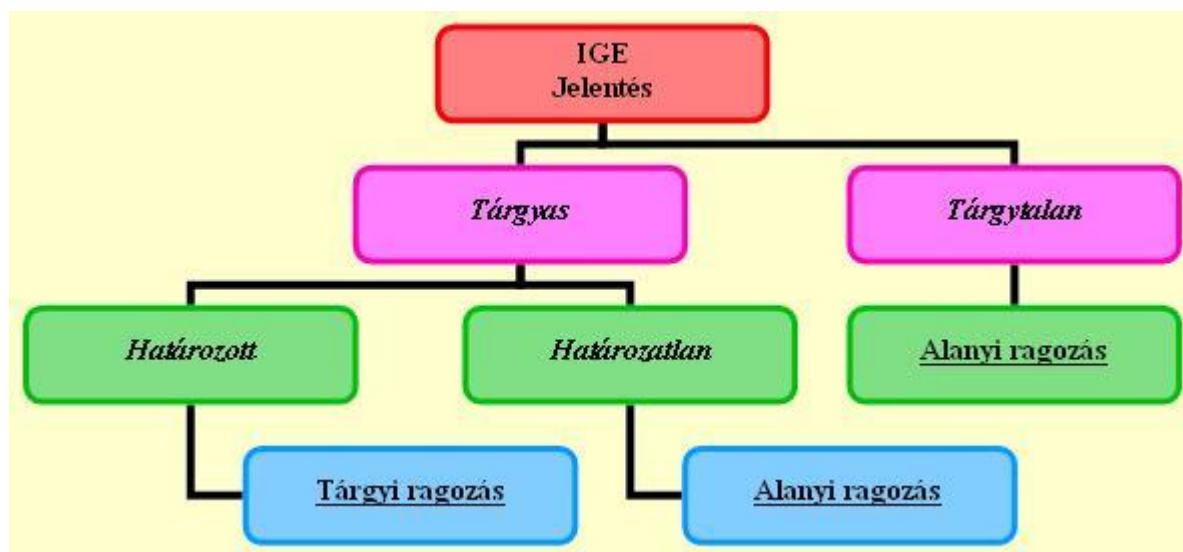 IGE
Jelentés
Tárgyas
Tárgytalan
Határozott
Határozatlan
Alanyi ragozás
Tárgyi ragozás
Alanyi ragozás